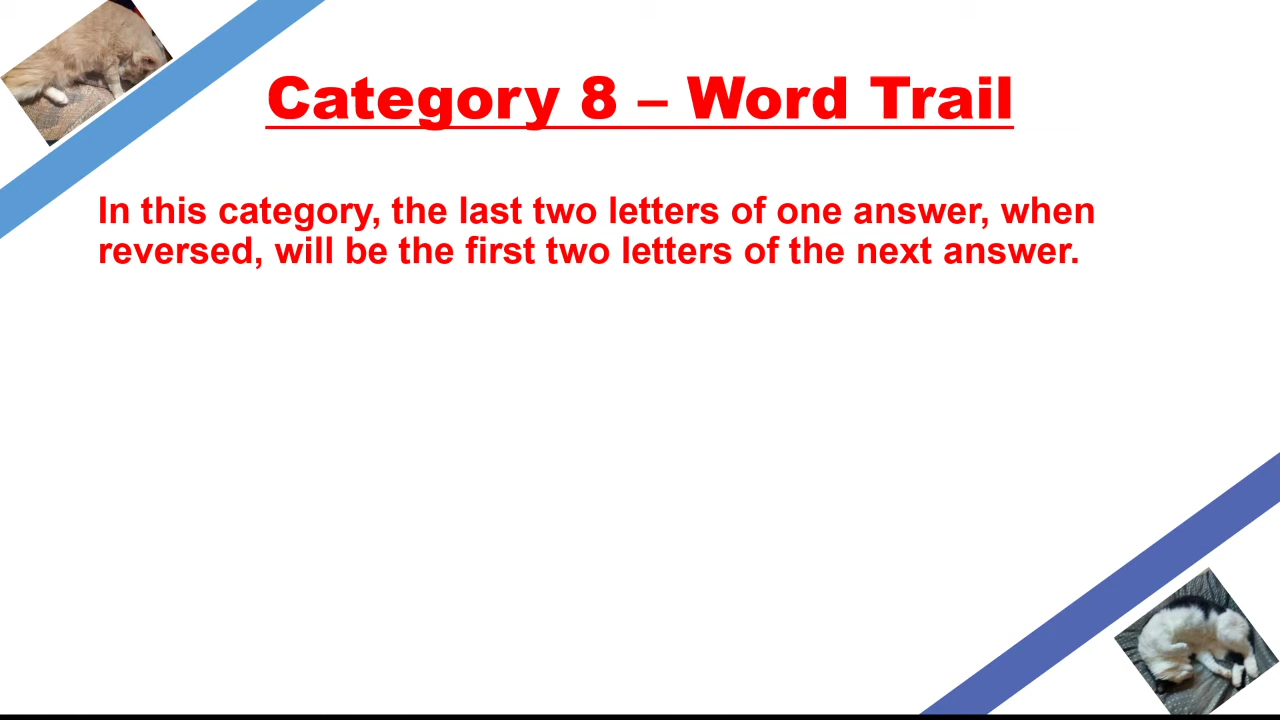 Category 8 – Word Trail
In this category, the last two letters of one answer, when
reversed, will be the first two letters of the next answer.